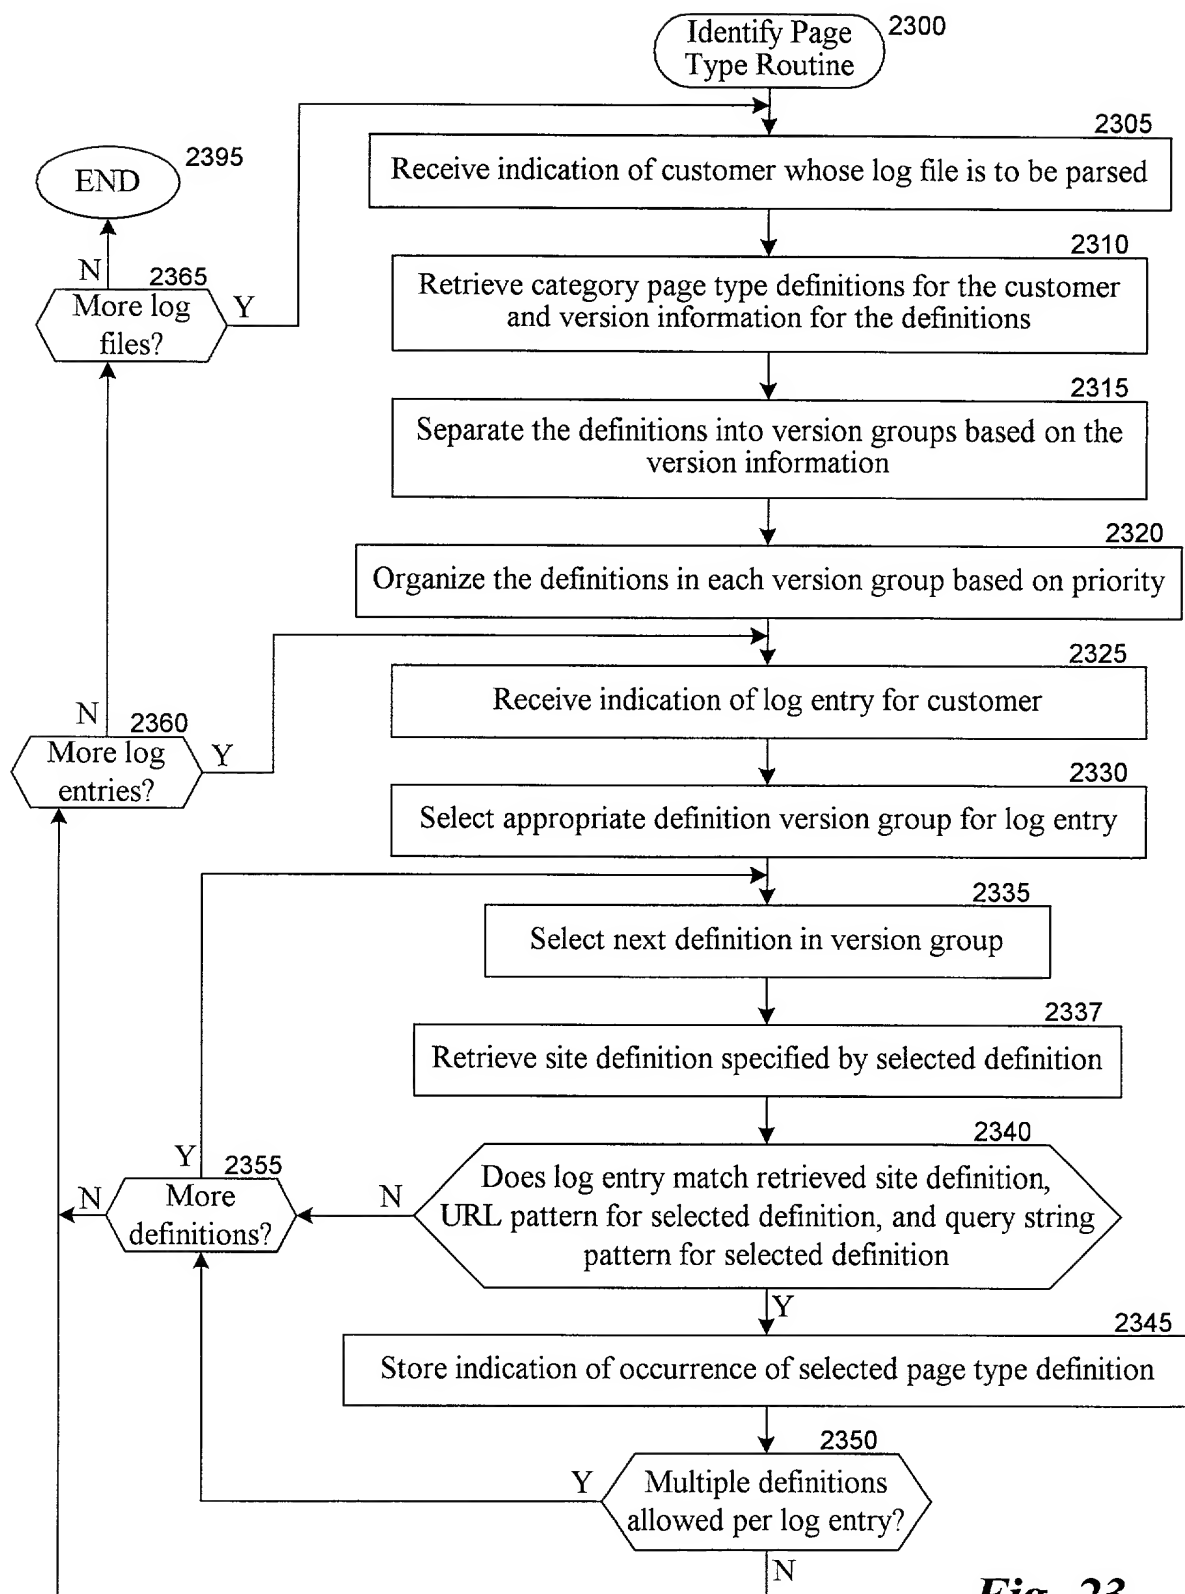 Identify Page
Type Routine
2300
2305
Receive indication of customer whose log file is to be parsed
END
2395
2310
Retrieve category page type definitions for the customer
and version information for the definitions
N
2365
More log
files?
Y
2315
Separate the definitions into version groups based on the
version information
2320
Organize the definitions in each version group based on priority
2325
Receive indication of log entry for customer
N
2360
More log
entries?
Y
2330
Select appropriate definition version group for log entry
2335
Select next definition in version group
2337
Retrieve site definition specified by selected definition
2340
Does log entry match retrieved site definition,
URL pattern for selected definition, and query string
pattern for selected definition
N
Y
2355
More
definitions?
N
Y
2345
Store indication of occurrence of selected page type definition
2350
Multiple definitions
allowed per log entry?
Y
N
Fig. 23